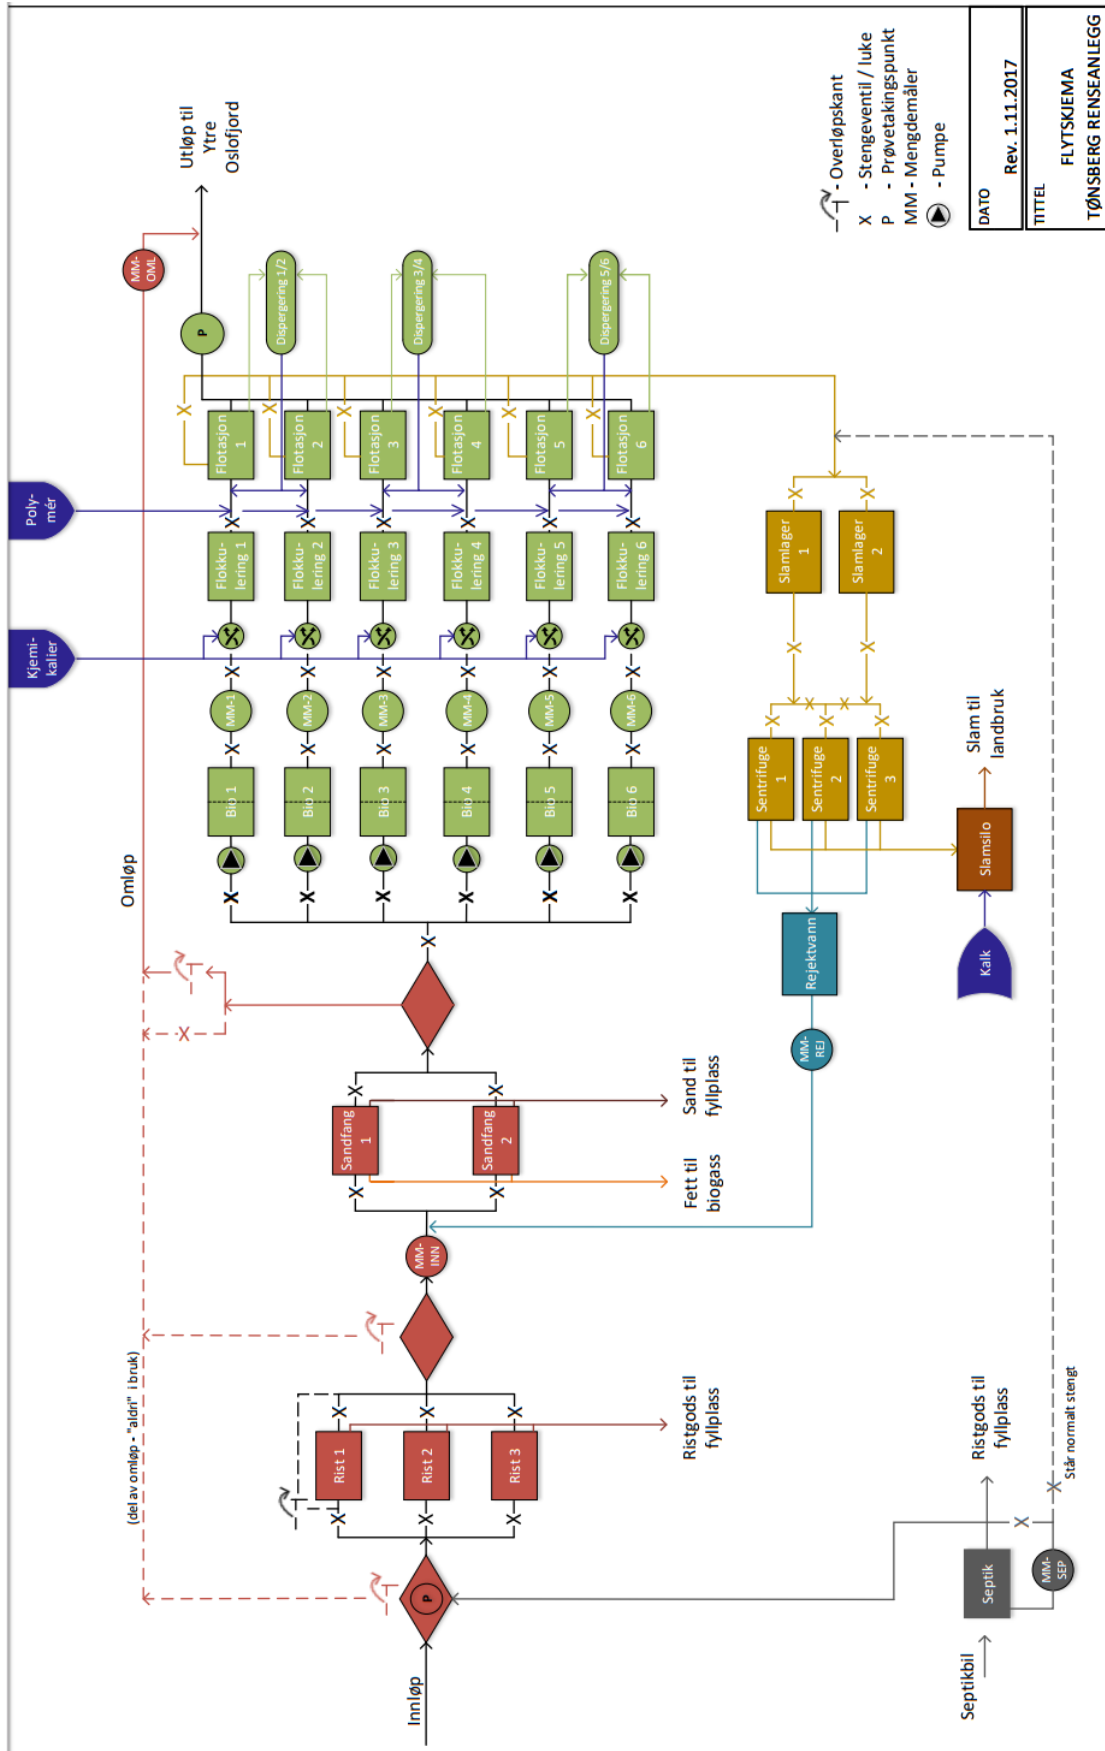 Innløp
P
(del av omløp - "aldri" i bruk)
Rist 1
Rist 2
Rist 3
Ristgods til
fyllplass
MM-
INN
Sandfang
1
Sandfang
2
Fett til
biogass
Sand til
fyllplass
Omløp
MM-
OML
Bio 1
Bio 2
Bio 3
Bio 4
Bio 5
Bio 6
MM-1
MM-2
MM-3
MM-4
MM-5
MM-6
Kjemi-
kalier
Flokku-
lering 1
Flokku-
lering 2
Flokku-
lering 3
Flokku-
lering 4
Flokku-
lering 5
Flokku-
lering 6
Poly-
mér
Flotasjon
1
Flotasjon
2
Flotasjon
3
Flotasjon
4
Flotasjon
5
Flotasjon
6
Dispergering 1/2
Dispergering 3/4
Dispergering 5/6
P
Utløp til
Ytre
Oslofjord
Slamlager
1
Slamlager
2
Sentrifuge
1
Sentrifuge
2
Sentrifuge
3
Rejektvann
MM-
REJ
Kalk
Slamsilo
Slam til
landbruk
Septikbil
Septik
MM-
SEP
Ristgods til
fyllplass
Står normalt stengt
- Overløpskant
X - Stengeventil / luke
P - Prøvetakingspunkt
MM - Mengdemåler
- Pumpe
DATO
Rev. 1.11.2017
TITTEL
FLYTSKJEMA
TØNSBERG RENSEANLEGG